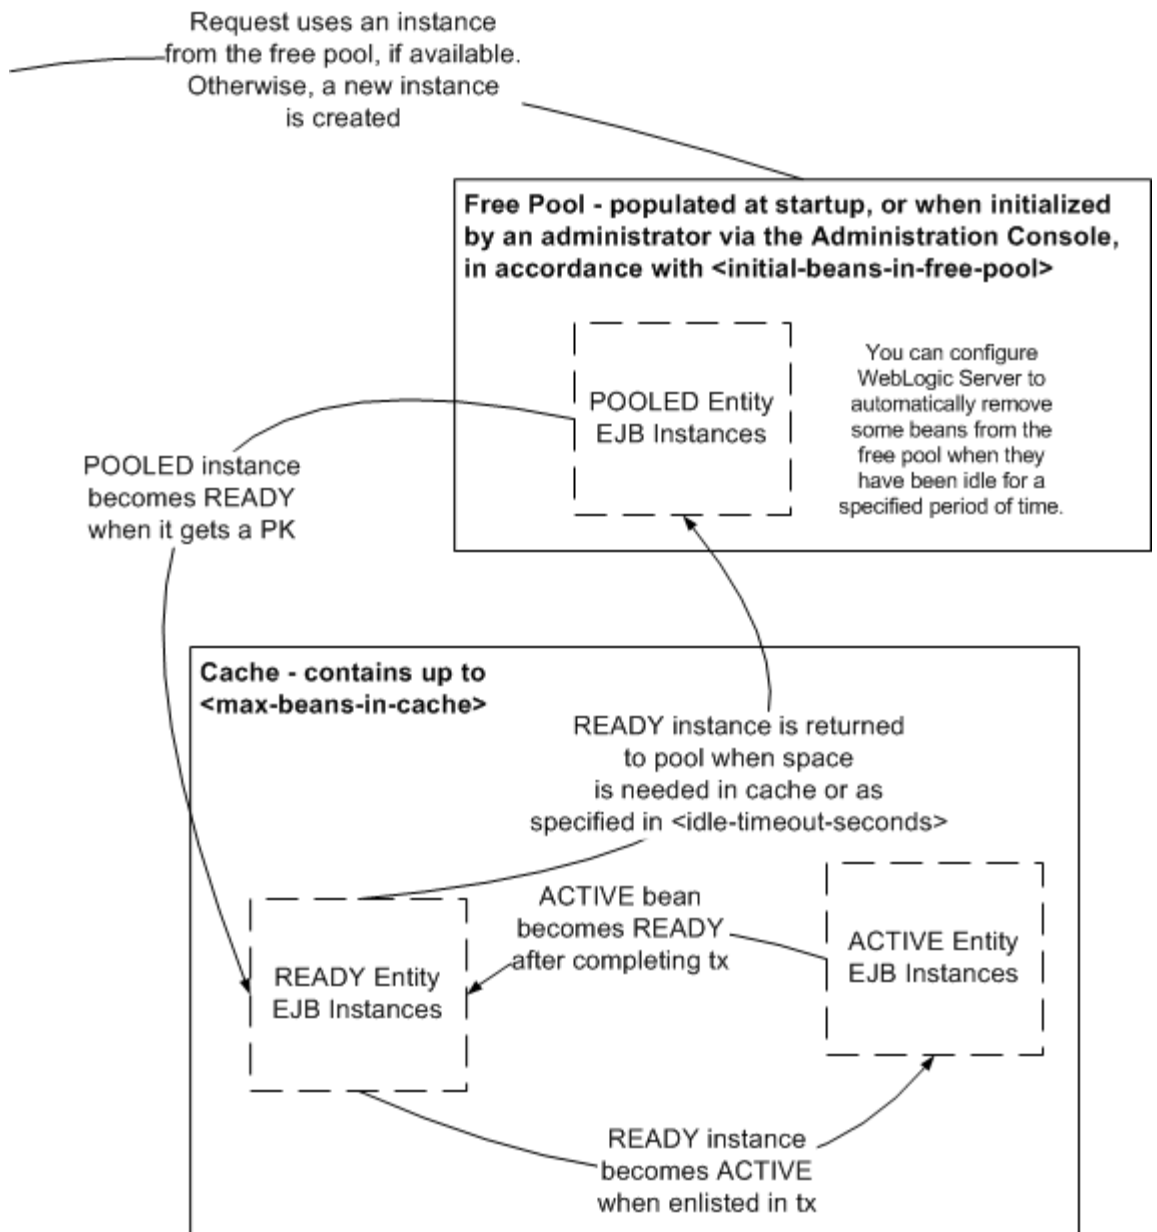 Request uses an instance
from the free pool, if available.
Otherwise, a new instance
is created
Free Pool - populated at startup, or when initialized
by an administrator via the Administration Console,
in accordance with <initial-beans-in-free-pool>
POOLED Entity
EJB Instances
You can configure
WebLogic Server to
automatically remove
some beans from the
free pool when they
have been idle for a
specified period of time.
POOLED instance
becomes READY
when it gets a PK
Cache - contains up to
<max-beans-in-cache>
READY instance is returned
to pool when space
is needed in cache or as
specified in <idle-timeout-seconds>
ACTIVE bean
becomes READY
after completing tx
ACTIVE Entity
EJB Instances
READY Entity
EJB Instances
READY instance
becomes ACTIVE
when enlisted in tx